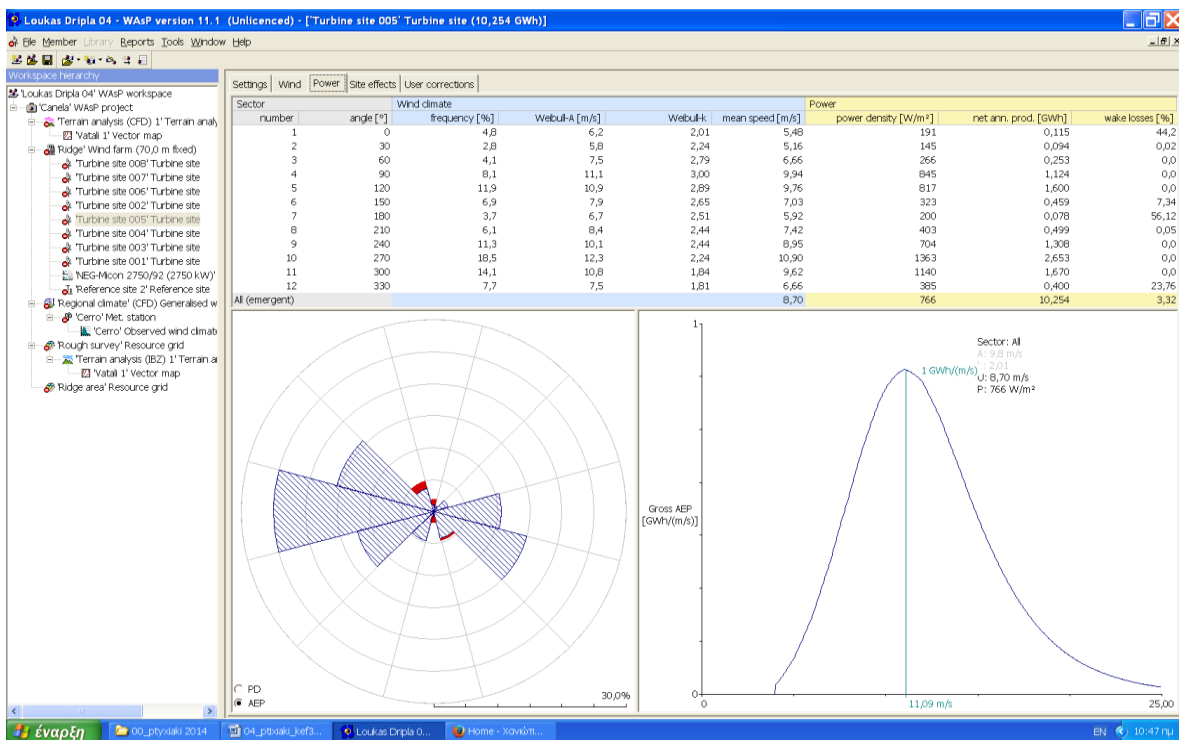 Loukas Dripla 04 - WAsP version 11.1 (Unlicenced) - ['Turbine site 005' Turbine site (10,254 GWh)]
File Member Library Reports Tools Window Help
Workspace hierarchy
'Loukas Dripla 04' WAsP workspace
'Canela' WAsP project
'Terrain analysis (CFD) 1' Terrain analy
'Vatali 1' Vector map
'Ridge' Wind farm (70,0 m fixed)
'Turbine site 008' Turbine site
'Turbine site 007' Turbine site
'Turbine site 006' Turbine site
'Turbine site 002' Turbine site
'Turbine site 005' Turbine site
'Turbine site 004' Turbine site
'Turbine site 003' Turbine site
'Turbine site 001' Turbine site
'NEG-Micon 2750/92 (2750 kW)'
'Reference site 2' Reference site
'Regional climate' (CFD) Generalised w
'Cerro' Met. station
'Cerro' Observed wind climate
'Rough survey' Resource grid
'Terrain analysis (IBZ) 1' Terrain ar
'Vatali 1' Vector map
'Ridge area' Resource grid
Settings Wind Power Site effects User corrections
Sector Wind climate Power
number angle [°] frequency [%] Weibull-A [m/s] Weibull-k mean speed [m/s] power density [W/m²] net ann. prod. [GWh] wake losses [%]
1 0 4,8 6,2 2,01 5,48 191 0,115 44,2
2 30 2,8 5,8 2,24 5,16 145 0,094 0,02
3 60 4,1 7,5 2,79 6,66 266 0,253 0,0
4 90 8,1 11,1 3,00 9,94 845 1,124 0,0
5 120 11,9 10,9 2,89 9,76 817 1,600 0,0
6 150 6,9 7,9 2,65 7,03 323 0,459 7,34
7 180 3,7 6,7 2,51 5,92 200 0,078 56,12
8 210 6,1 8,4 2,44 7,42 403 0,499 0,05
9 240 11,3 10,1 2,44 8,95 704 1,308 0,0
10 270 18,5 12,3 2,24 10,90 1363 2,653 0,0
11 300 14,1 10,8 1,84 9,62 1140 1,670 0,0
12 330 7,7 7,5 1,81 6,66 385 0,400 23,76
All (emergent) 8,70 766 10,254 3,32
PD
AEP
30,0%
1
Sector: All
A: 9,8 m/s
2,01
1 GWh/(m/s)
U: 8,70 m/s
P: 766 W/m²
Gross AEP
[GWh/(m/s)]
0
0 11,09 m/s 25,00
έναρξη 00_ptyxiaki 2014 04_ptixiaki_kef3... Loukas Dripla 0... Home - Χανιώτι... EN 10:47 πμ